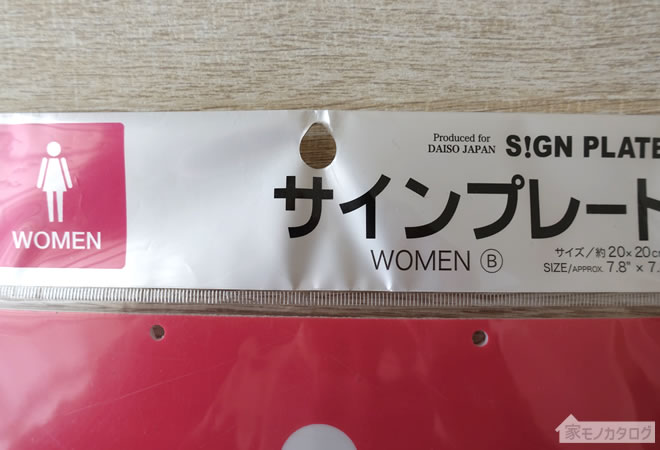 WOMEN
Produced for
DAISO JAPAN
S!GN PLATE
サインプレート
WOMEN Ⓑ
サイズ/約20×20cm
SIZE/APPROX. 7.8" × 7.
家モノカタログ